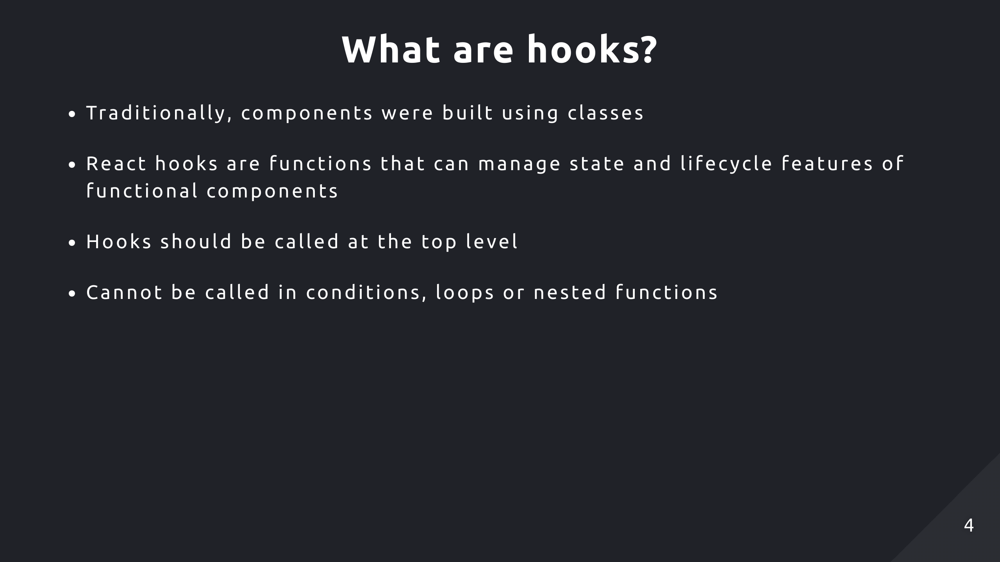 What are hooks?
• Traditionally, components were built using classes
• React hooks are functions that can manage state and lifecycle features of
functional components
• Hooks should be called at the top level
• Cannot be called in conditions, loops or nested functions
4